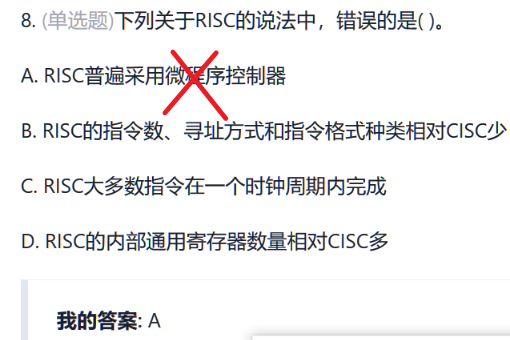 8. (单选题)下列关于RISC的说法中，错误的是( )。
A. RISC普遍采用微程序控制器
B. RISC的指令数、寻址方式和指令格式种类相对CISC少
C. RISC大多数指令在一个时钟周期内完成
D. RISC的内部通用寄存器数量相对CISC多
我的答案: A